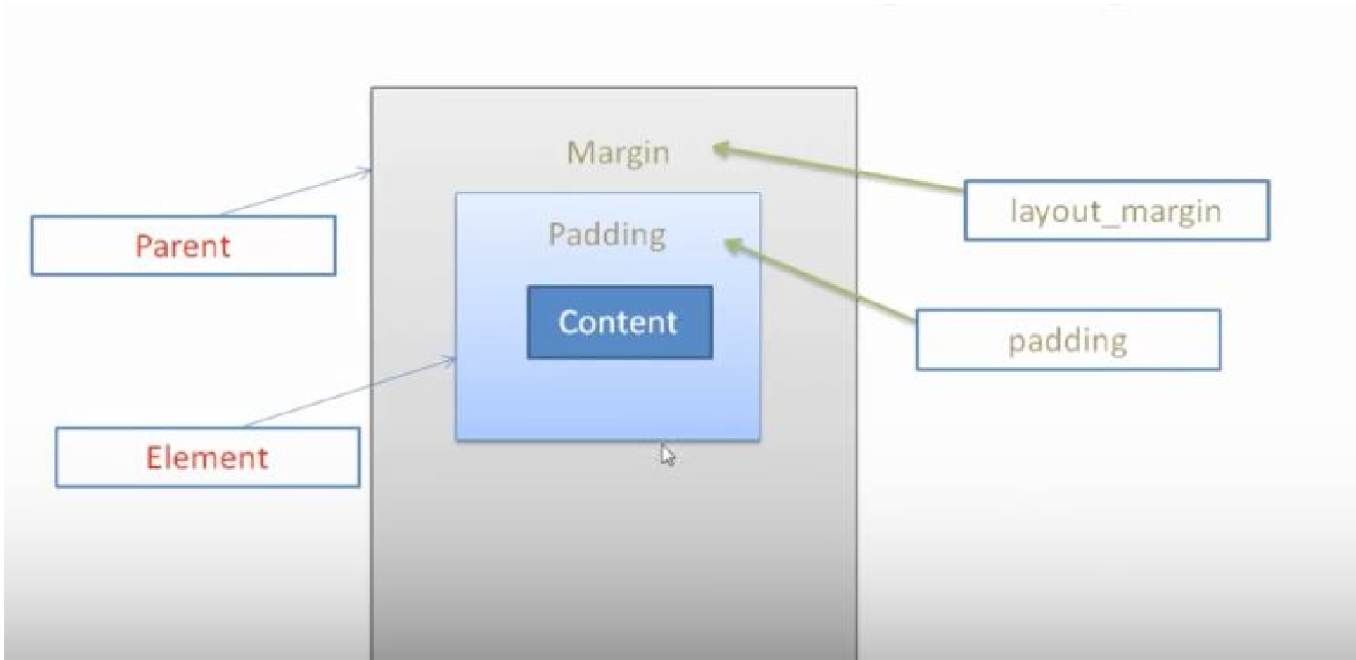 Margin
layout_margin
Parent
Padding
Content
padding
Element